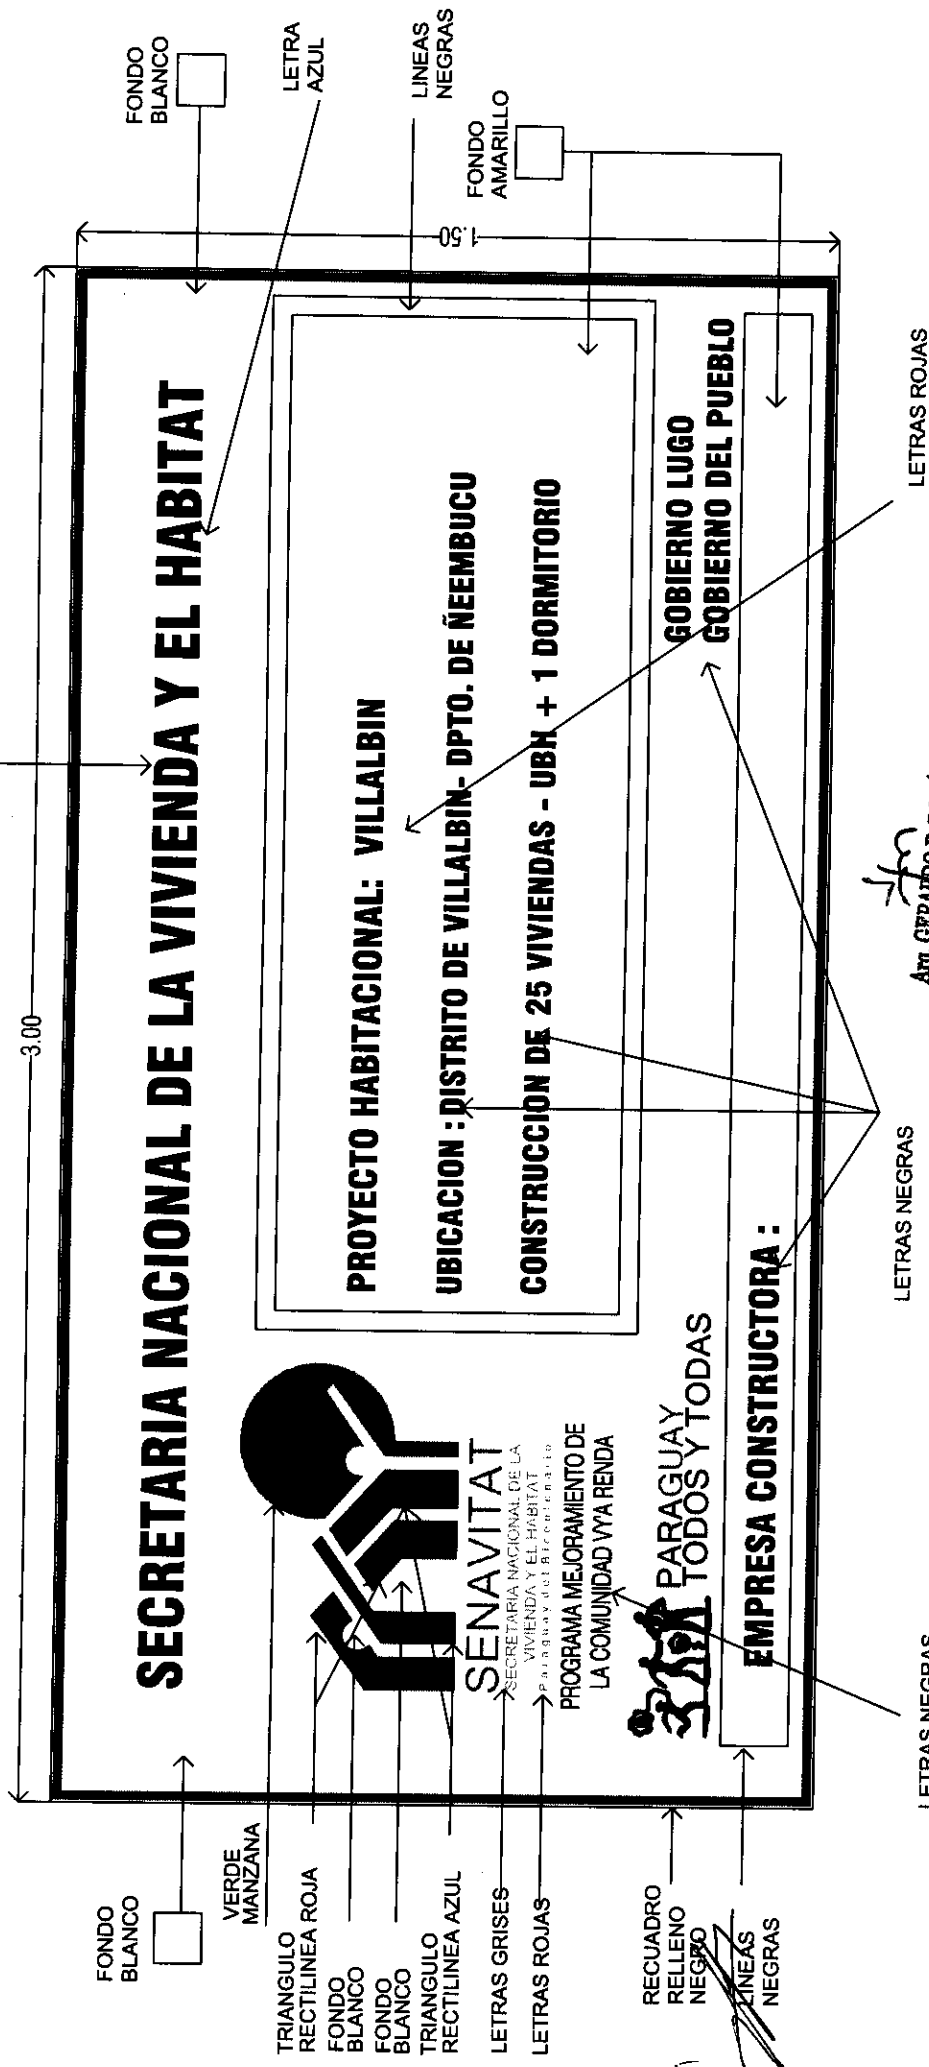 3.00
1.50
FONDO
BLANCO
FONDO
BLANCO
LETRA
AZUL
LINEAS
NEGRAS
FONDO
AMARILLO
SECRETARIA NACIONAL DE LA VIVIENDA Y EL HABITAT
PROYECTO HABITACIONAL: VILLALBIN
UBICACION : DISTRITO DE VILLALBIN- DPTO. DE ÑEEMBUCU
CONSTRUCCION DE 25 VIVIENDAS - UBH + 1 DORMITORIO
SENAVITAT
SECRETARIA NACIONAL DE LA
VIVIENDA Y EL HABITAT
Paraguay del Bicentenario
PROGRAMA MEJORAMIENTO DE
LA COMUNIDAD VY'A RENDA
PARAGUAY
TODOS Y TODAS
GOBIERNO LUGO
GOBIERNO DEL PUEBLO
EMPRESA CONSTRUCTORA :
VERDE
MANZANA
TRIANGULO
RECTILINEA ROJA
FONDO
BLANCO
FONDO
BLANCO
TRIANGULO
RECTILINEA AZUL
LETRAS GRISES
LETRAS ROJAS
RECUADRO
RELLENO
NEGRO
LINEAS
NEGRAS
LETRAS NEGRAS
LETRAS NEGRAS
LETRAS ROJAS